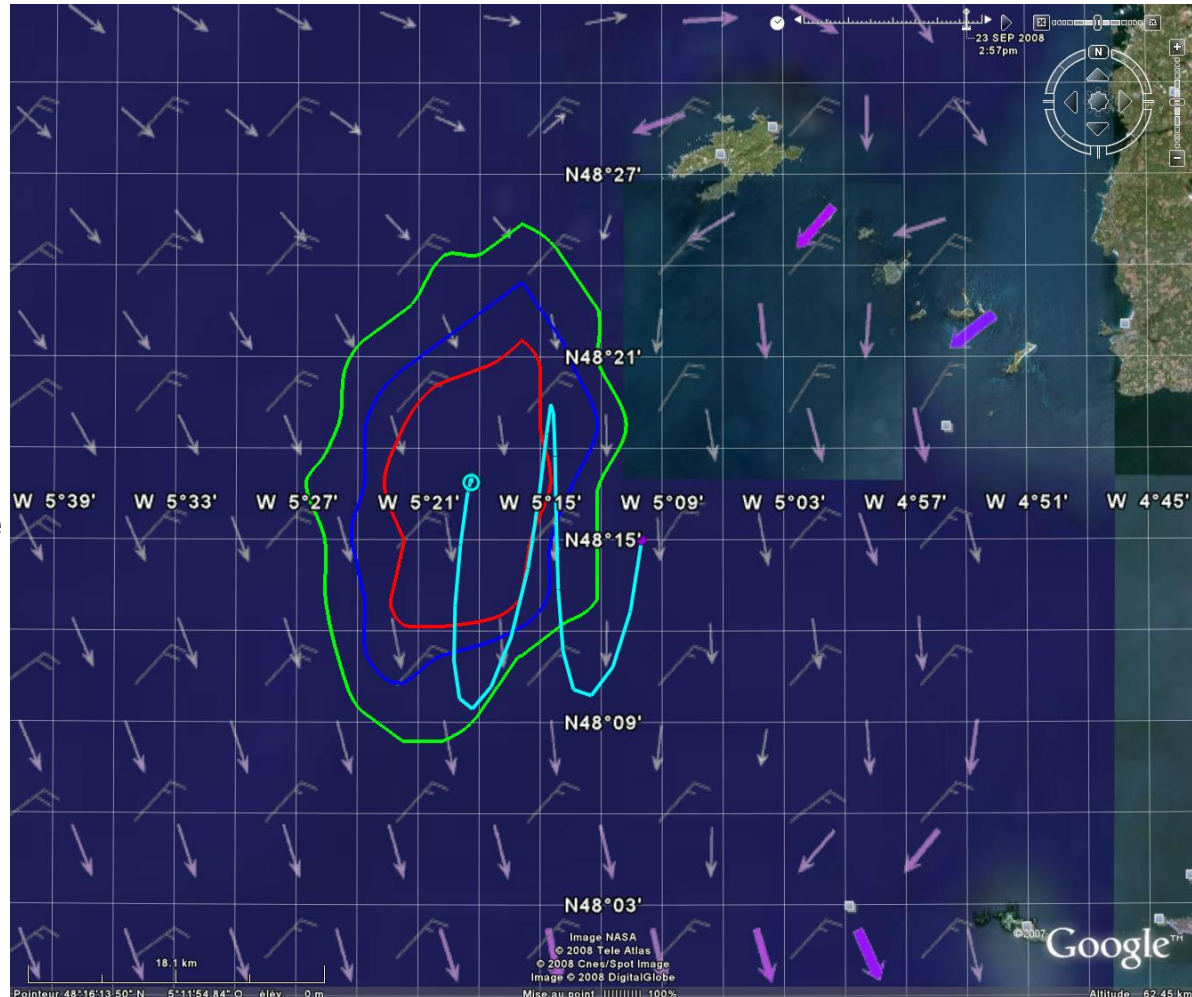 23 SEP 2008
2:57pm
N
N48°27'
N48°21'
W 5°39' W 5°33' W 5°27' W 5°21' W 5°15' W 5°09' W 5°03' W 4°57' W 4°51' W 4°45'
N48°15'
N48°09'
N48°03'
Image NASA
© 2008 Tele Atlas
© 2008 Cnes/Spot Image
Image © 2008 DigitalGlobe
©2007 Google™
18.1 km
Pointeur 48°16'13.50" N 5°11'54.84" O élév. 0 m Mise au point |||||||||| 100% Altitude 62.45 km